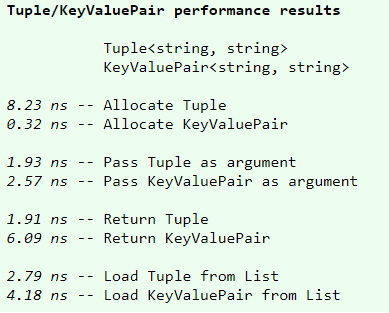 Tuple/KeyValuePair performance results
Tuple<string, string>
KeyValuePair<string, string>
8.23 ns -- Allocate Tuple
0.32 ns -- Allocate KeyValuePair
1.93 ns -- Pass Tuple as argument
2.57 ns -- Pass KeyValuePair as argument
1.91 ns -- Return Tuple
6.09 ns -- Return KeyValuePair
2.79 ns -- Load Tuple from List
4.18 ns -- Load KeyValuePair from List